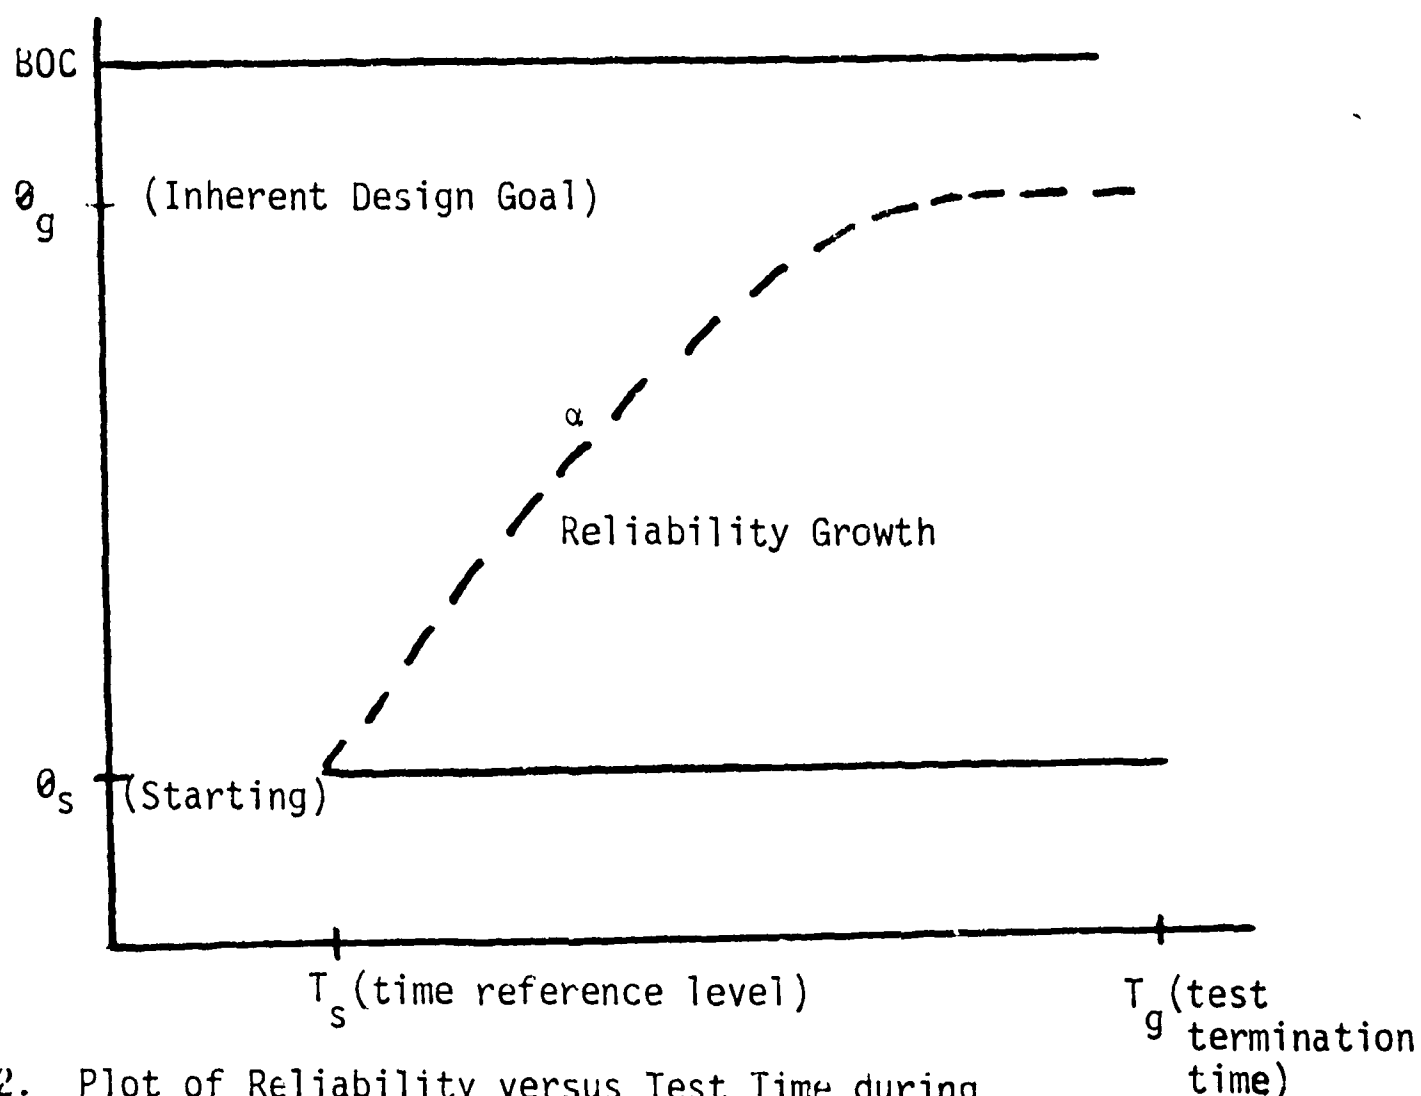 BOC
θg (Inherent Design Goal)
α
Reliability Growth
θs (Starting)
Ts (time reference level)
Tg (test
termination
time)
2. Plot of Reliability versus Test Time during